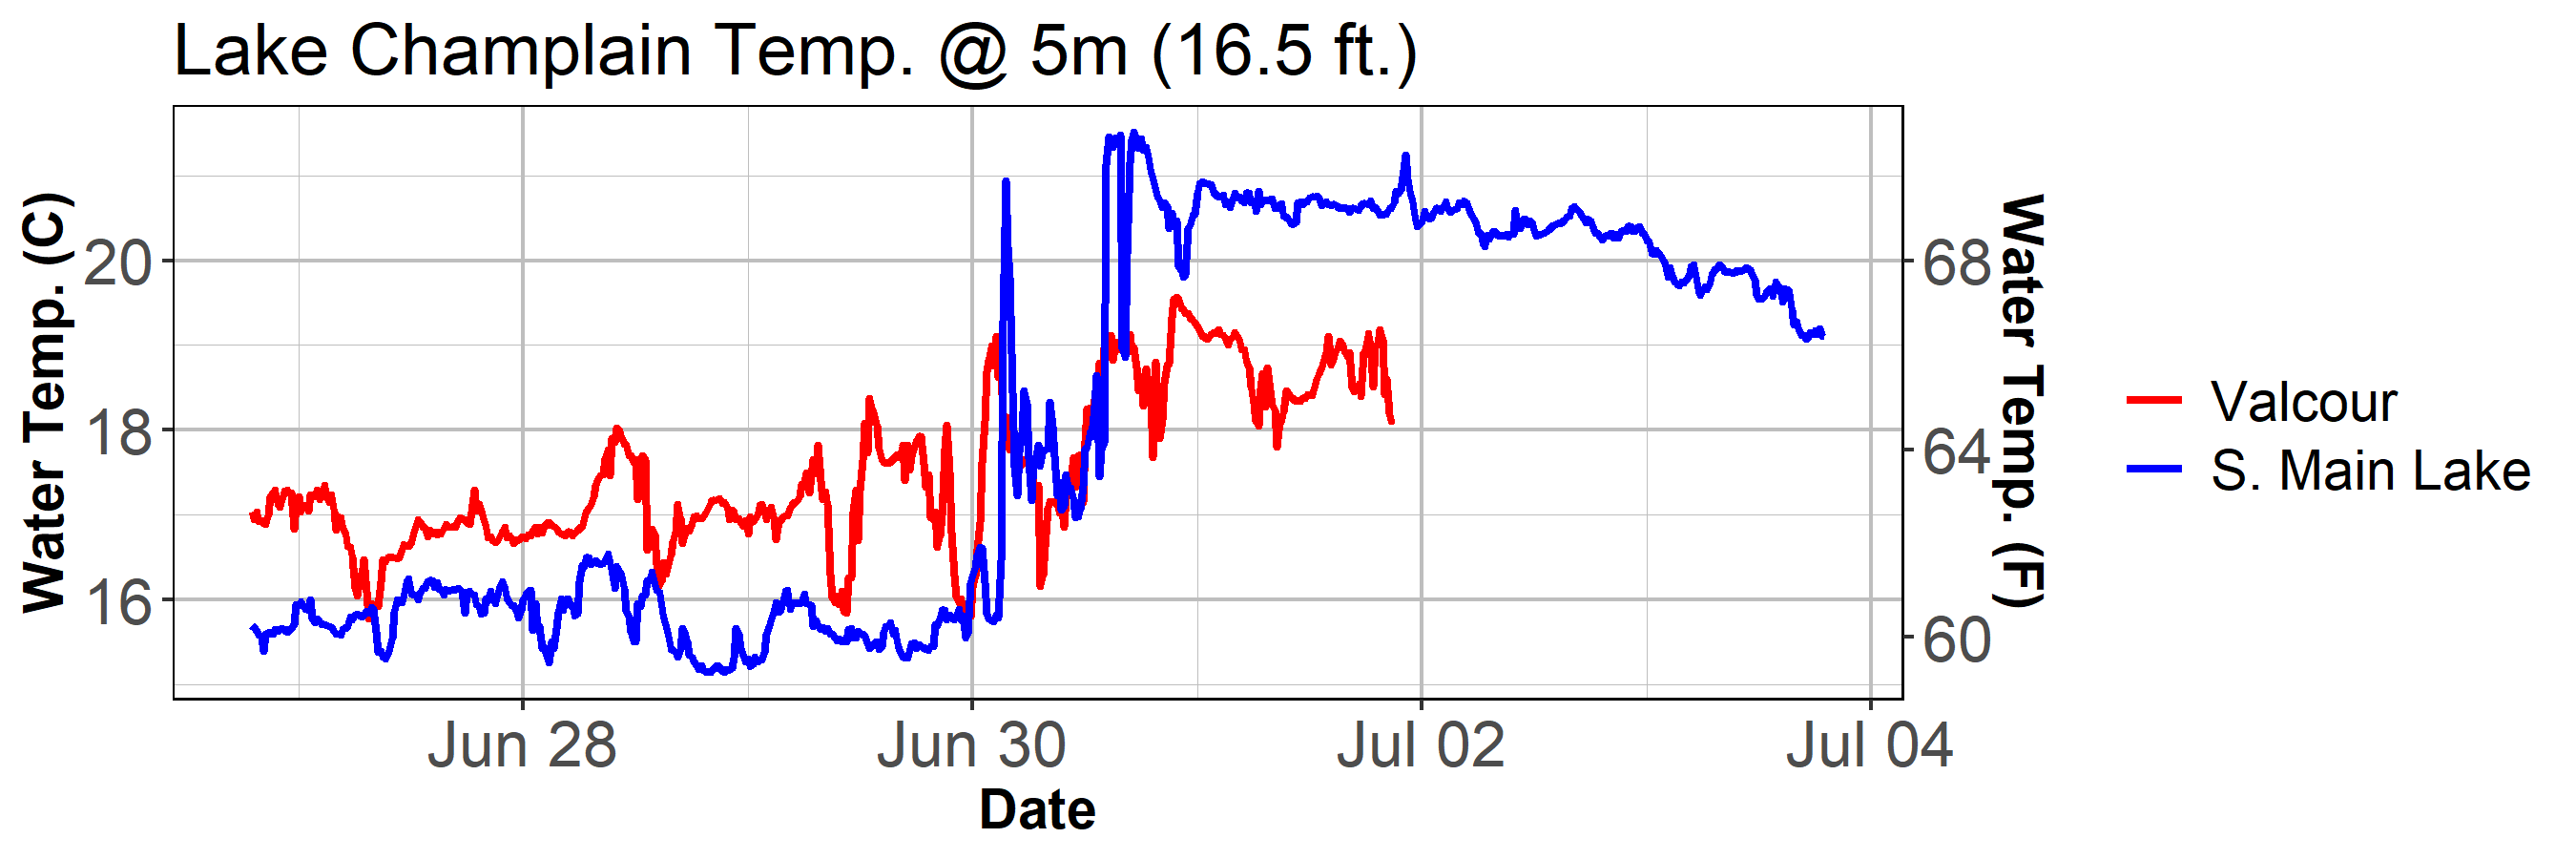 Lake Champlain Temp. @ 5m (16.5 ft.)
Water Temp. (C)
20
18
16
68
64
60
Water Temp. (F)
Jun 28
Jun 30
Jul 02
Jul 04
Date
Valcour
S. Main Lake